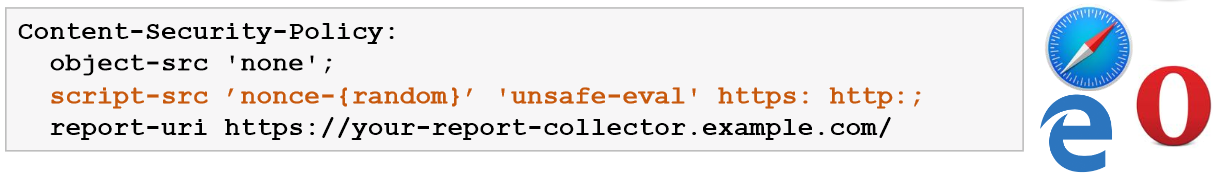 Content-Security-Policy:
object-src 'none';
script-src ’nonce-{random}’ 'unsafe-eval' https: http:;
report-uri https://your-report-collector.example.com/